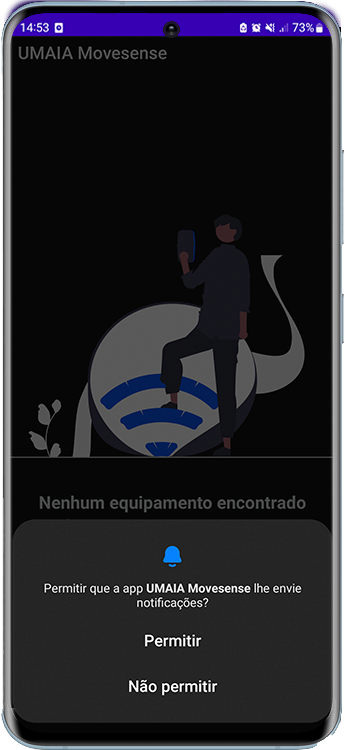 14:53 73%
UMAIA Movesense
Nenhum equipamento encontrado
Permitir que a app UMAIA Movesense lhe envie
notificações?
Permitir
Não permitir